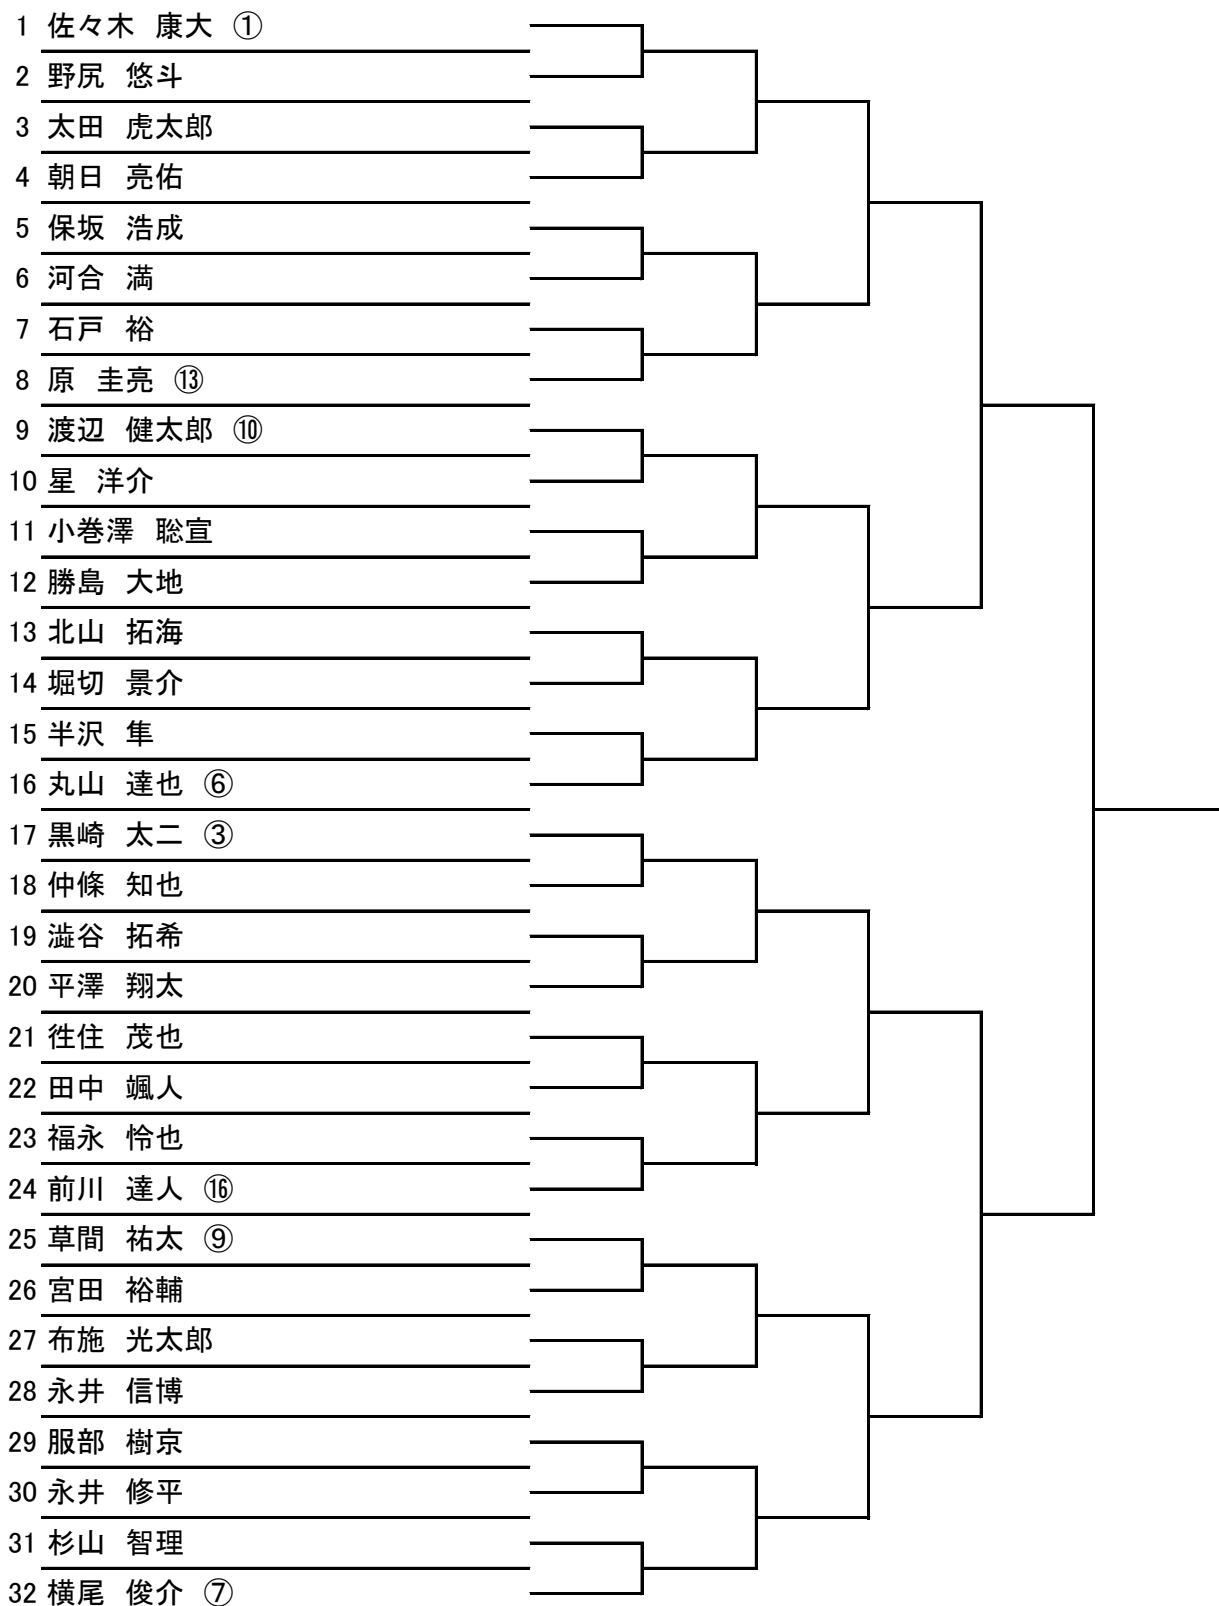 1 佐々木 康大 ①
2 野尻 悠斗
3 太田 虎太郎
4 朝日 亮佑
5 保坂 浩成
6 河合 満
7 石戸 裕
8 原 圭亮 ⑬
9 渡辺 健太郎 ⑩
10 星 洋介
11 小巻澤 聡宣
12 勝島 大地
13 北山 拓海
14 堀切 景介
15 半沢 隼
16 丸山 達也 ⑥
17 黒崎 太二 ③
18 仲條 知也
19 澁谷 拓希
20 平澤 翔太
21 徃住 茂也
22 田中 颯人
23 福永 怜也
24 前川 達人 ⑯
25 草間 祐太 ⑨
26 宮田 裕輔
27 布施 光太郎
28 永井 信博
29 服部 樹京
30 永井 修平
31 杉山 智理
32 横尾 俊介 ⑦